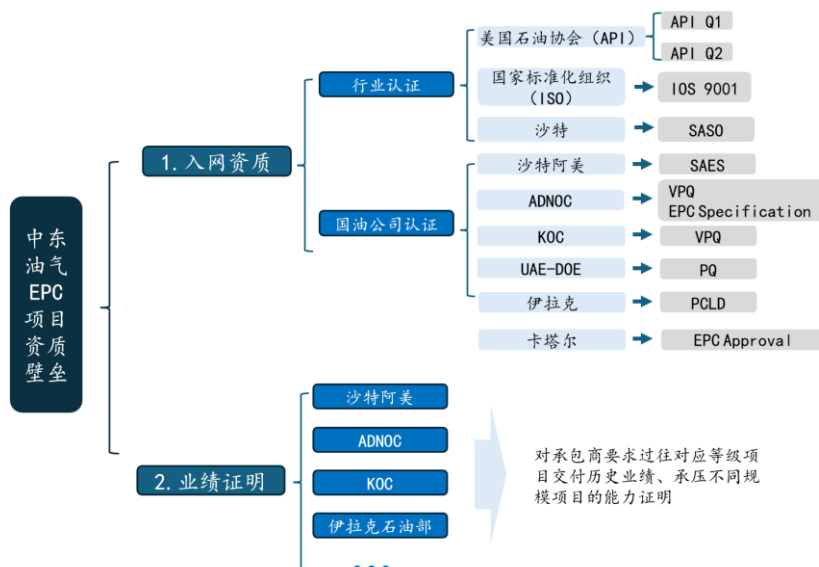 中东
油气
EPC
项目
资质
壁垒
1.入网资质
行业认证
美国石油协会（API）
API Q1
API Q2
国家标准化组织
（ISO）
IOS 9001
沙特
SASO
国油公司认证
沙特阿美
SAES
ADNOC
VPQ
EPC Specification
KOC
VPQ
UAE-DOE
PQ
伊拉克
PCLD
卡塔尔
EPC Approval
2.业绩证明
沙特阿美
ADNOC
KOC
伊拉克石油部
对承包商要求过往对应等级项
目交付历史业绩、承压不同规
模项目的能力证明